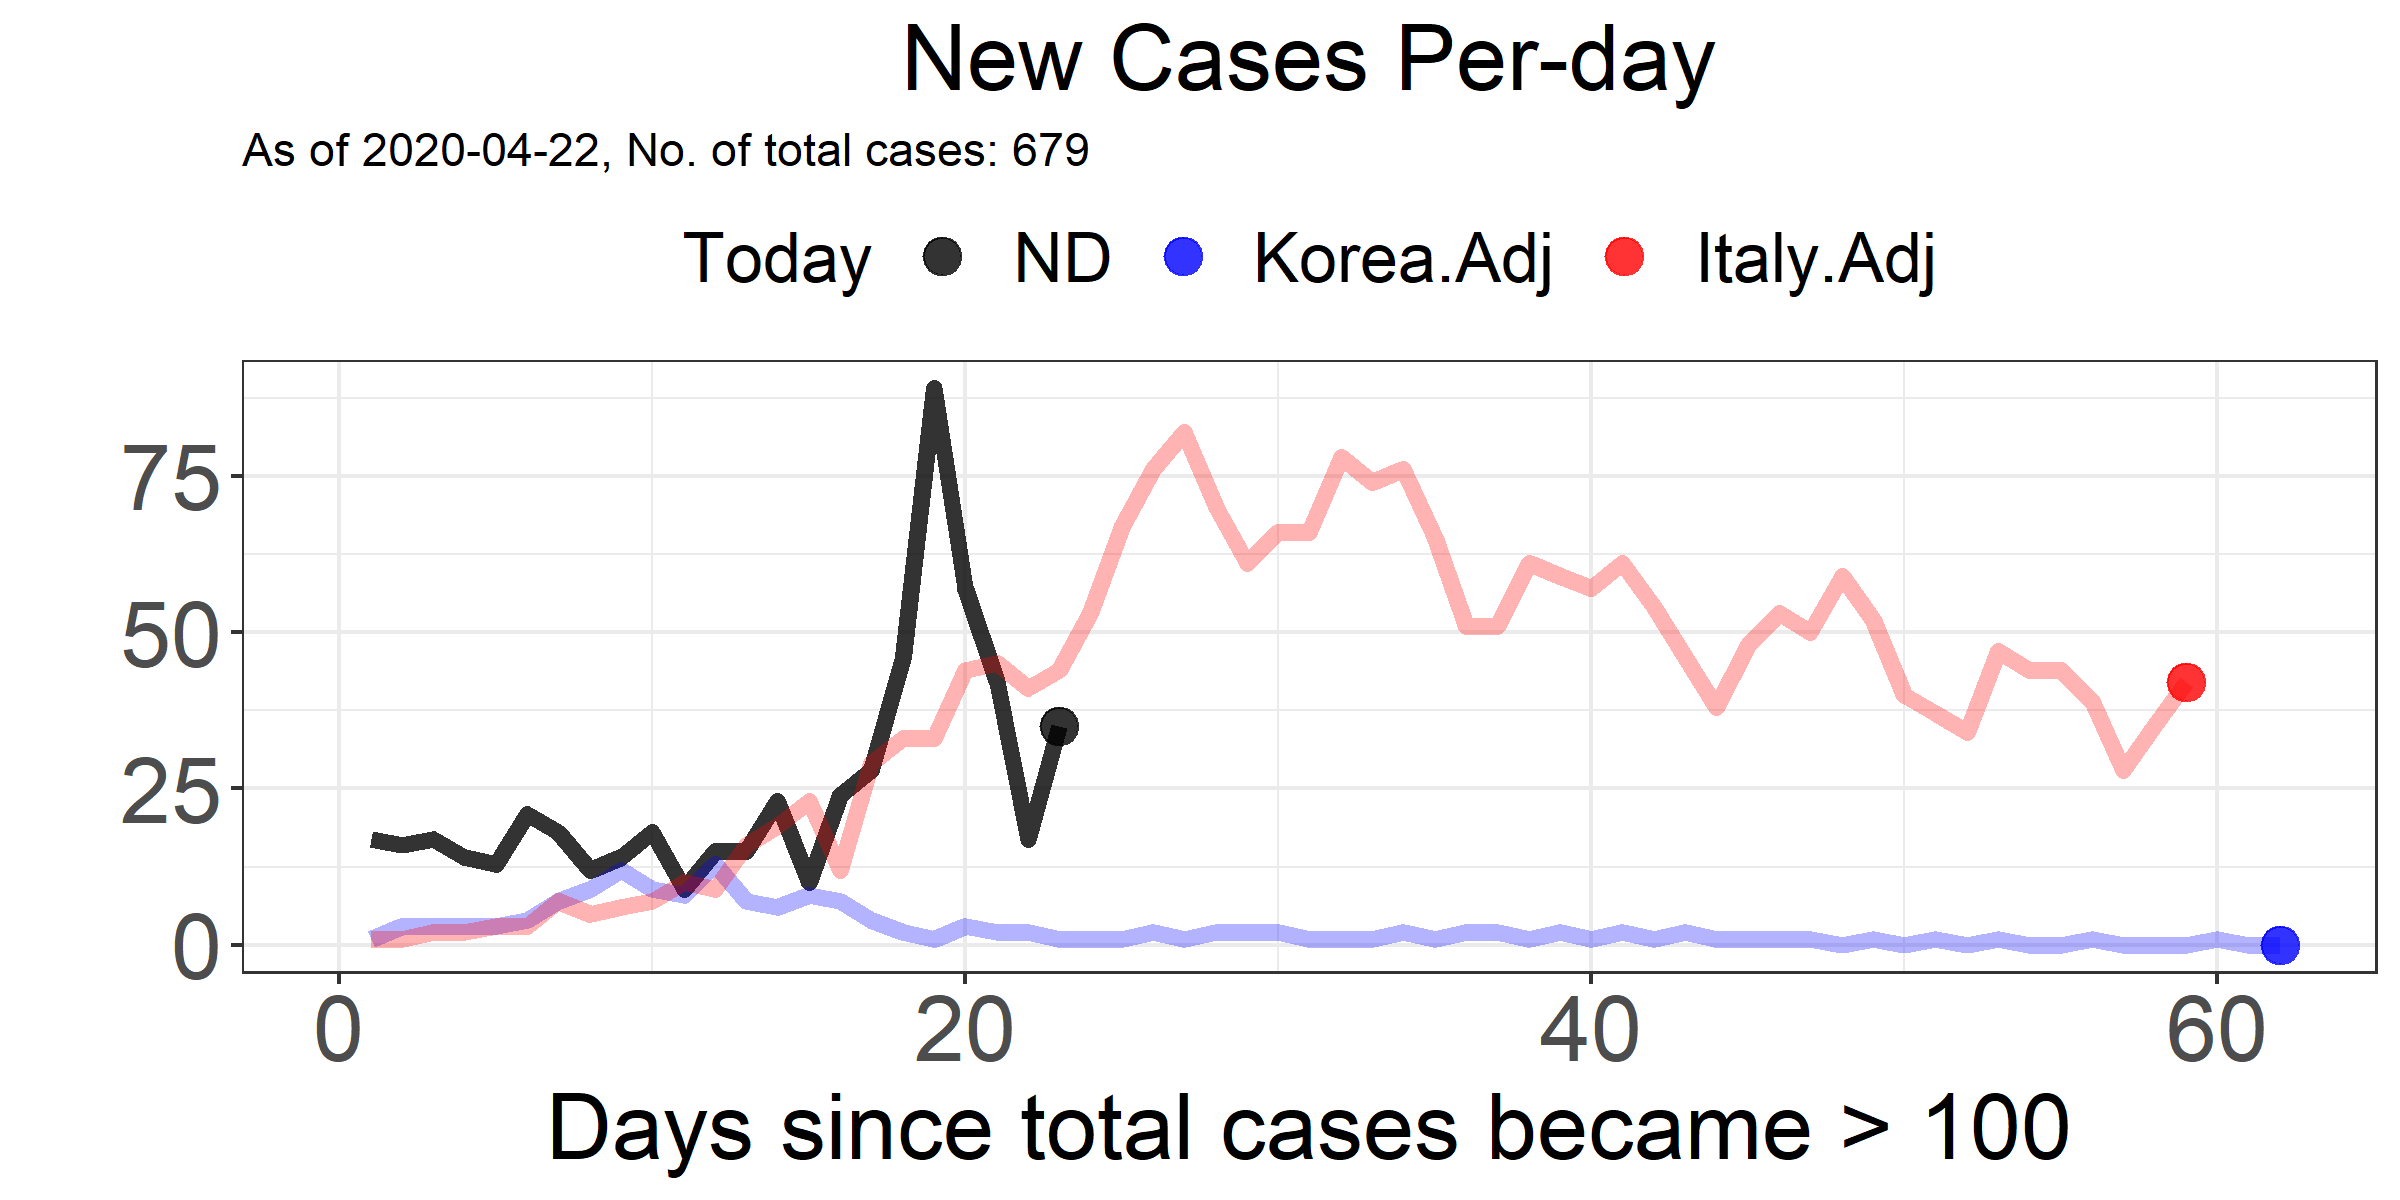 New Cases Per-day
As of 2020-04-22, No. of total cases: 679
Today ND Korea.Adj Italy.Adj
75
50
25
0
0 20 40 60
Days since total cases became > 100